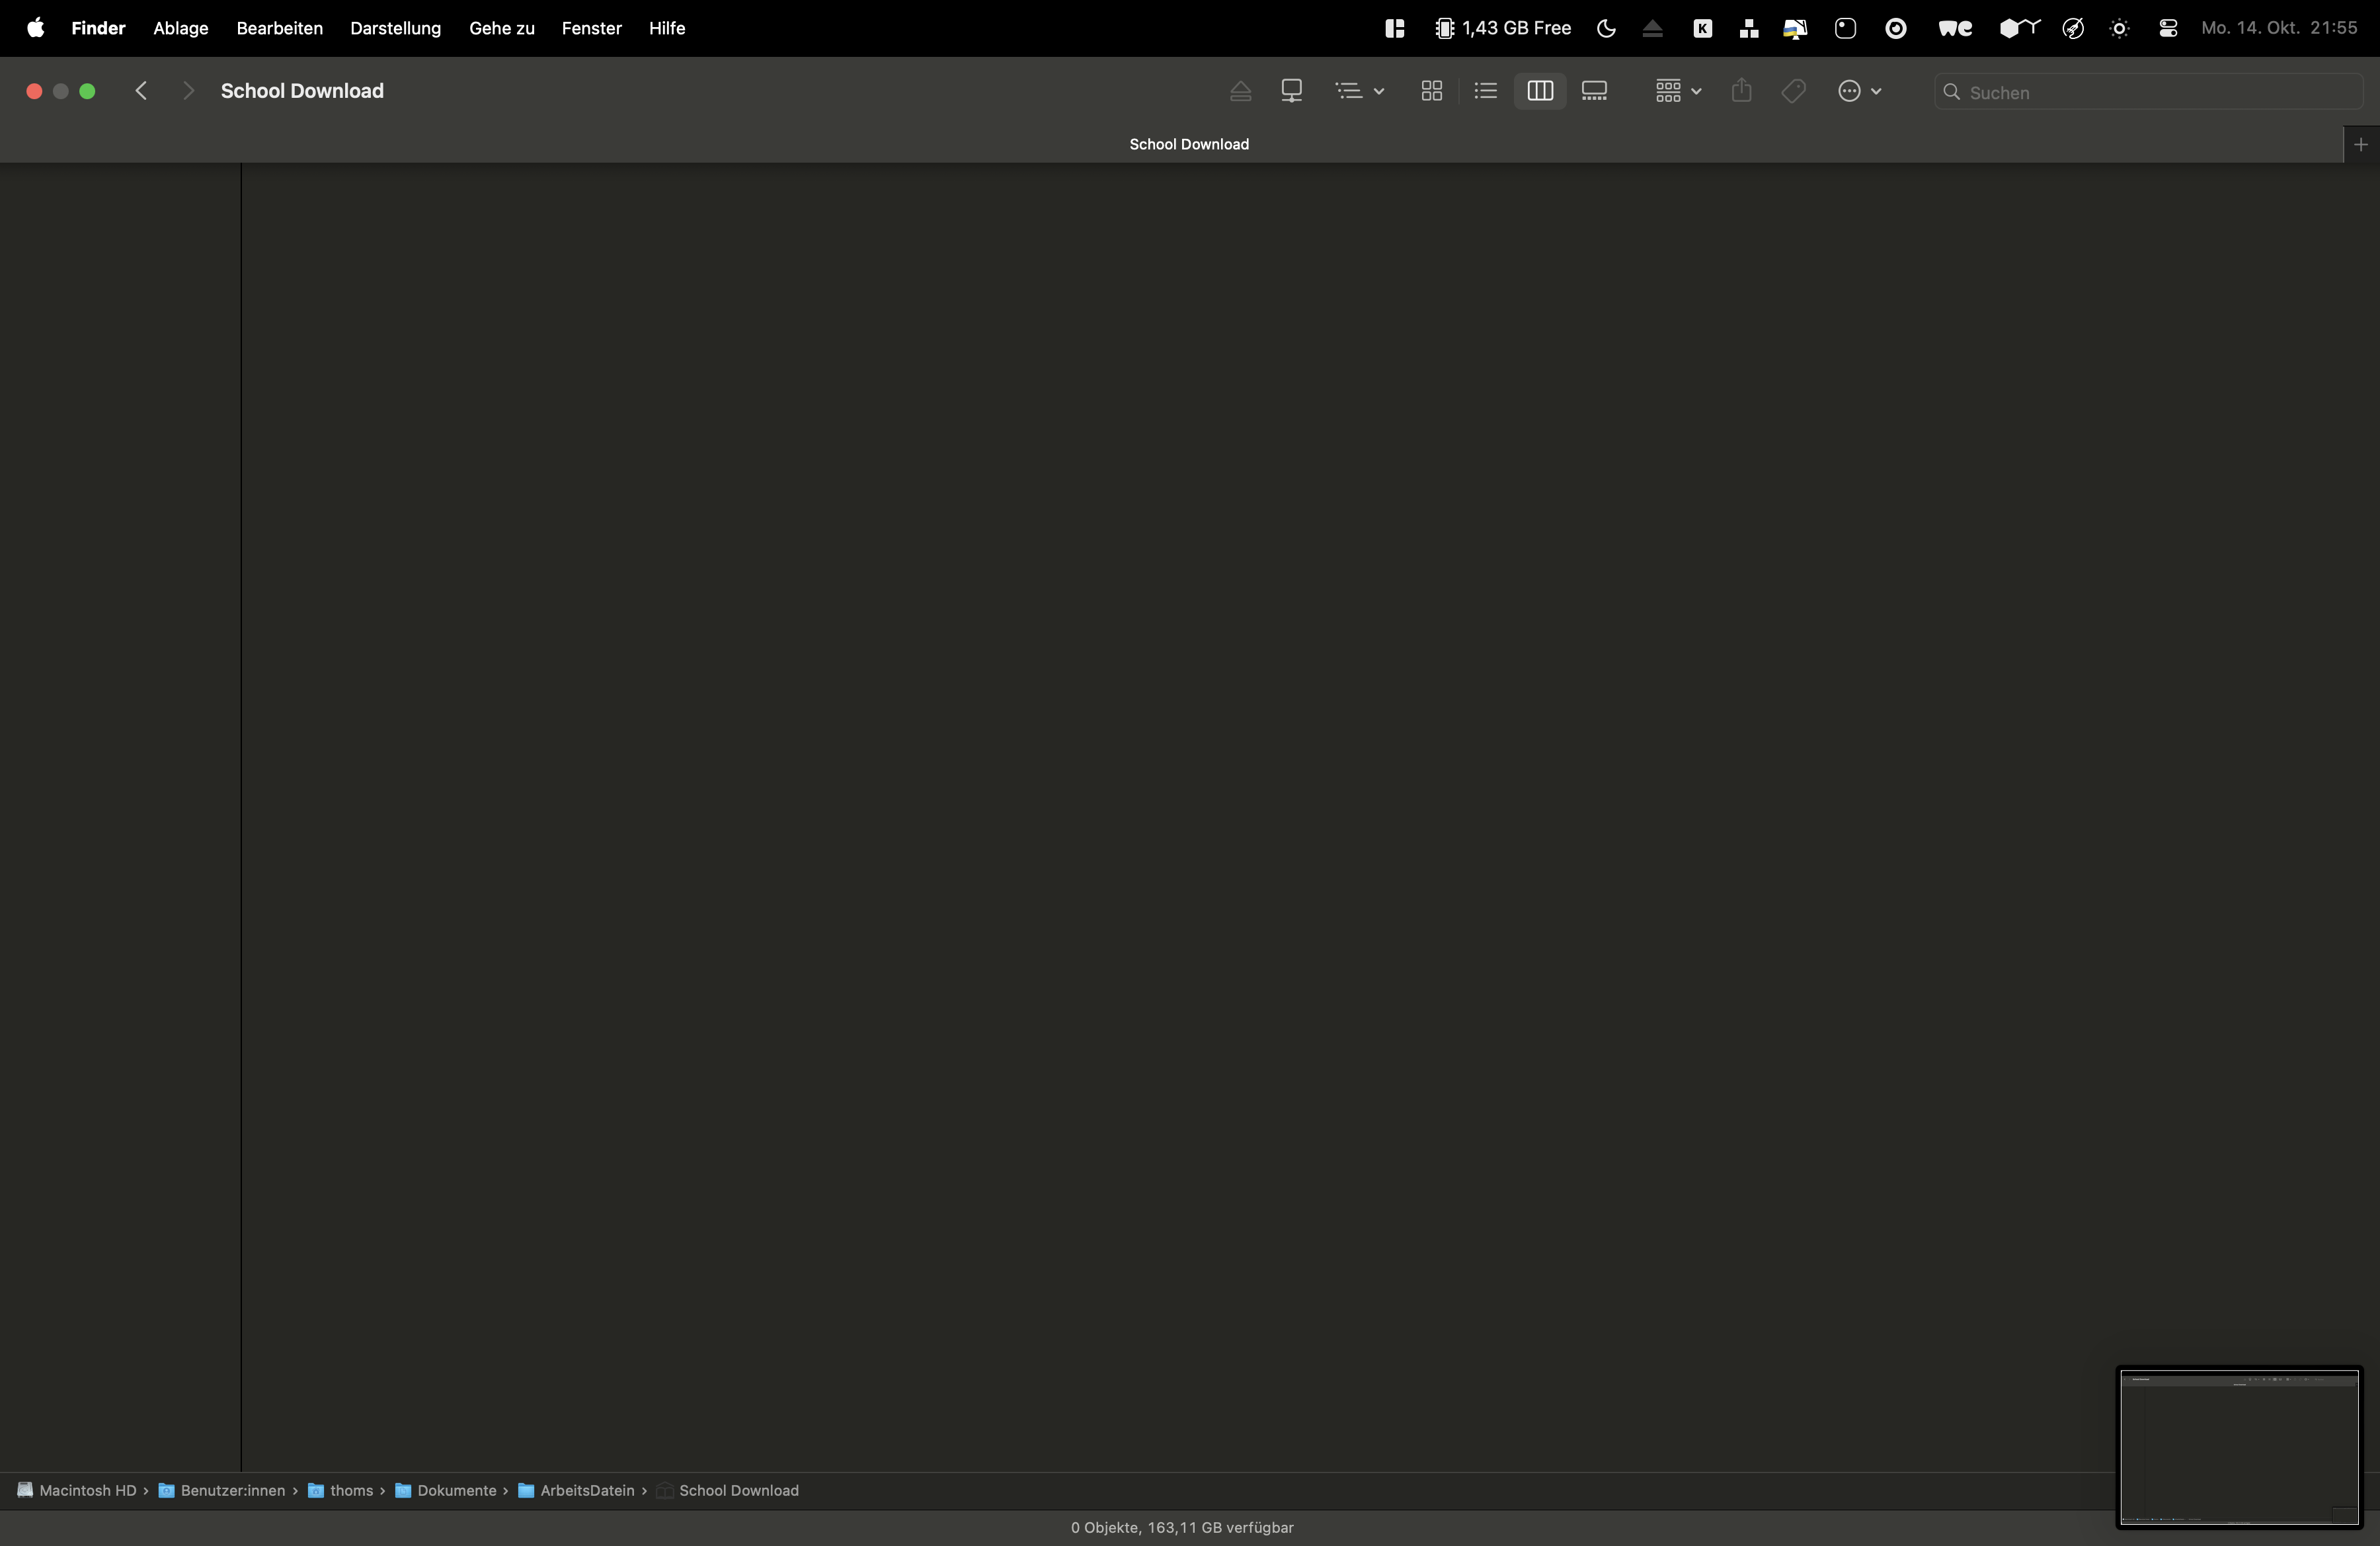 Finder Ablage Bearbeiten Darstellung Gehe zu Fenster Hilfe K 1,43 GB Free Mo. 14. Okt. 21:55
School Download Suchen
School Download
Macintosh HD › Benutzer:innen › thoms › Dokumente › ArbeitsDatein › School Download
0 Objekte, 163,11 GB verfügbar